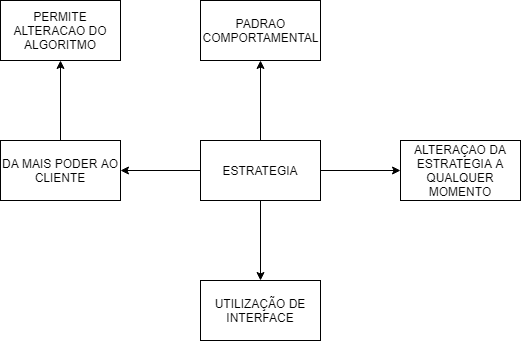 PERMITE
ALTERACAO DO
ALGORITMO
PADRAO
COMPORTAMENTAL
DA MAIS PODER AO
CLIENTE
ESTRATEGIA
ALTERAÇAO DA
ESTRATEGIA A
QUALQUER
MOMENTO
UTILIZAÇÃO DE
INTERFACE